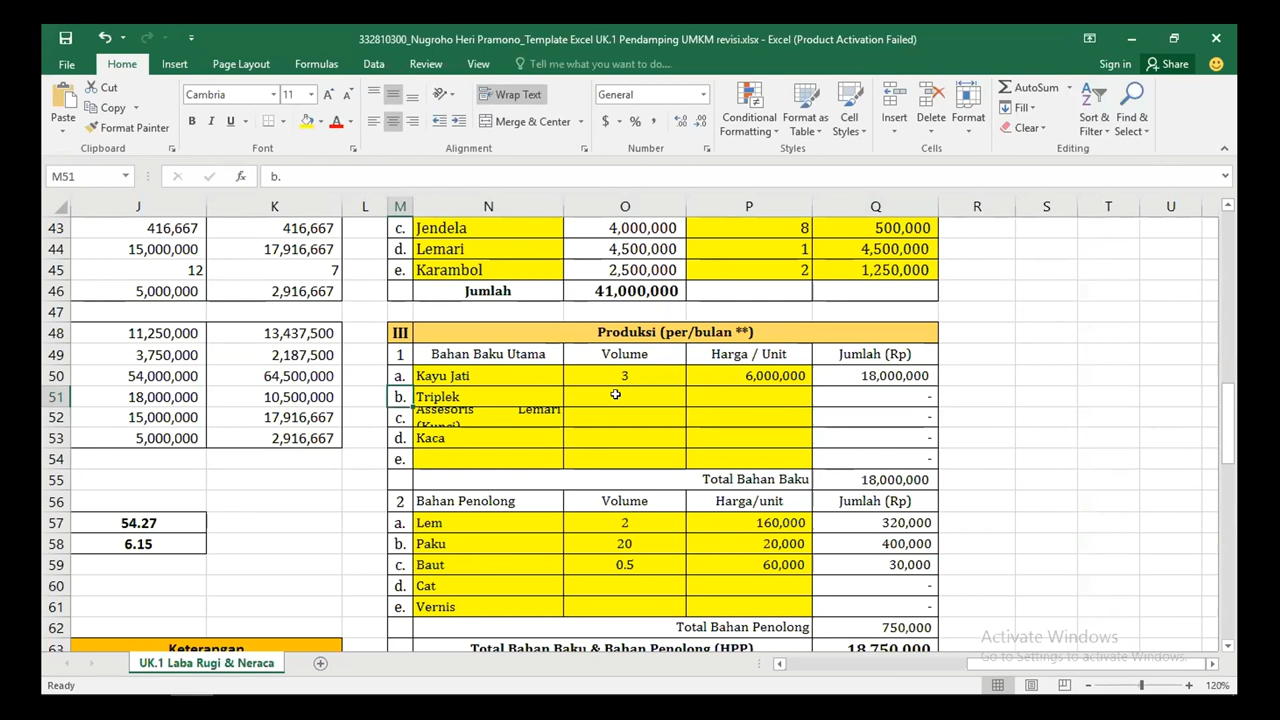 332810300_Nugroho Heri Pramono_Template Excel UK.1 Pendamping UMKM revisi.xlsx - Excel (Product Activation Failed)
File Home Insert Page Layout Formulas Data Review View Tell me what you want to do... Sign in Share
Paste Cut Copy Format Painter Clipboard
Cambria 11 B I U A Font
Wrap Text Merge & Center Alignment
General $ % , Number
Conditional Formatting Format as Table Cell Styles Styles
Insert Delete Format Cells
AutoSum Fill Clear Sort & Filter Find & Select Editing
M51 fx b.
J K L M N O P Q R S T U
43 416,667 416,667 c. Jendela 4,000,000 8 500,000
44 15,000,000 17,916,667 d. Lemari 4,500,000 1 4,500,000
45 12 7 e. Karambol 2,500,000 2 1,250,000
46 5,000,000 2,916,667 Jumlah 41,000,000
47
48 11,250,000 13,437,500 III Produksi (per/bulan **)
49 3,750,000 2,187,500 1 Bahan Baku Utama Volume Harga / Unit Jumlah (Rp)
50 54,000,000 64,500,000 a. Kayu Jati 3 6,000,000 18,000,000
51 18,000,000 10,500,000 b. Triplek -
52 15,000,000 17,916,667 c. Assesoris Lemari (Kunci) -
53 5,000,000 2,916,667 d. Kaca -
54 e. -
55 Total Bahan Baku 18,000,000
56 2 Bahan Penolong Volume Harga/unit Jumlah (Rp)
57 54.27 a. Lem 2 160,000 320,000
58 6.15 b. Paku 20 20,000 400,000
59 c. Baut 0.5 60,000 30,000
60 d. Cat -
61 e. Vernis -
62 Total Bahan Penolong 750,000
63 Keterangan Total Bahan Baku & Bahan Penolong (HPP) 18,750,000
Activate Windows
Go to Settings to activate Windows.
UK.1 Laba Rugi & Neraca
Ready 120%